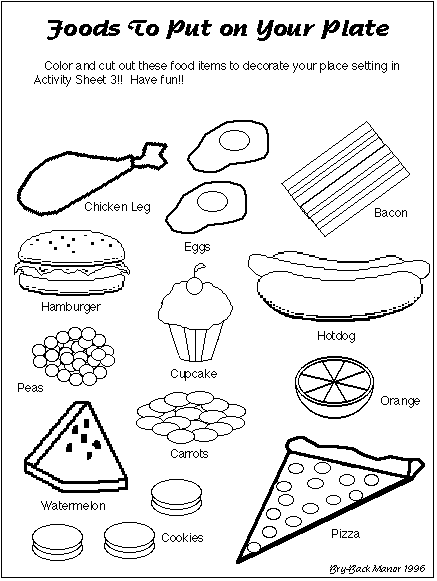 Foods To Put on Your Plate
Color and cut out these food items to decorate your place setting in
Activity Sheet 3!! Have fun!!
Chicken Leg
Bacon
Eggs
Hamburger
Hotdog
Cupcake
Peas
Orange
Carrots
Watermelon
Cookies
Pizza
Bry-Back Manor 1996